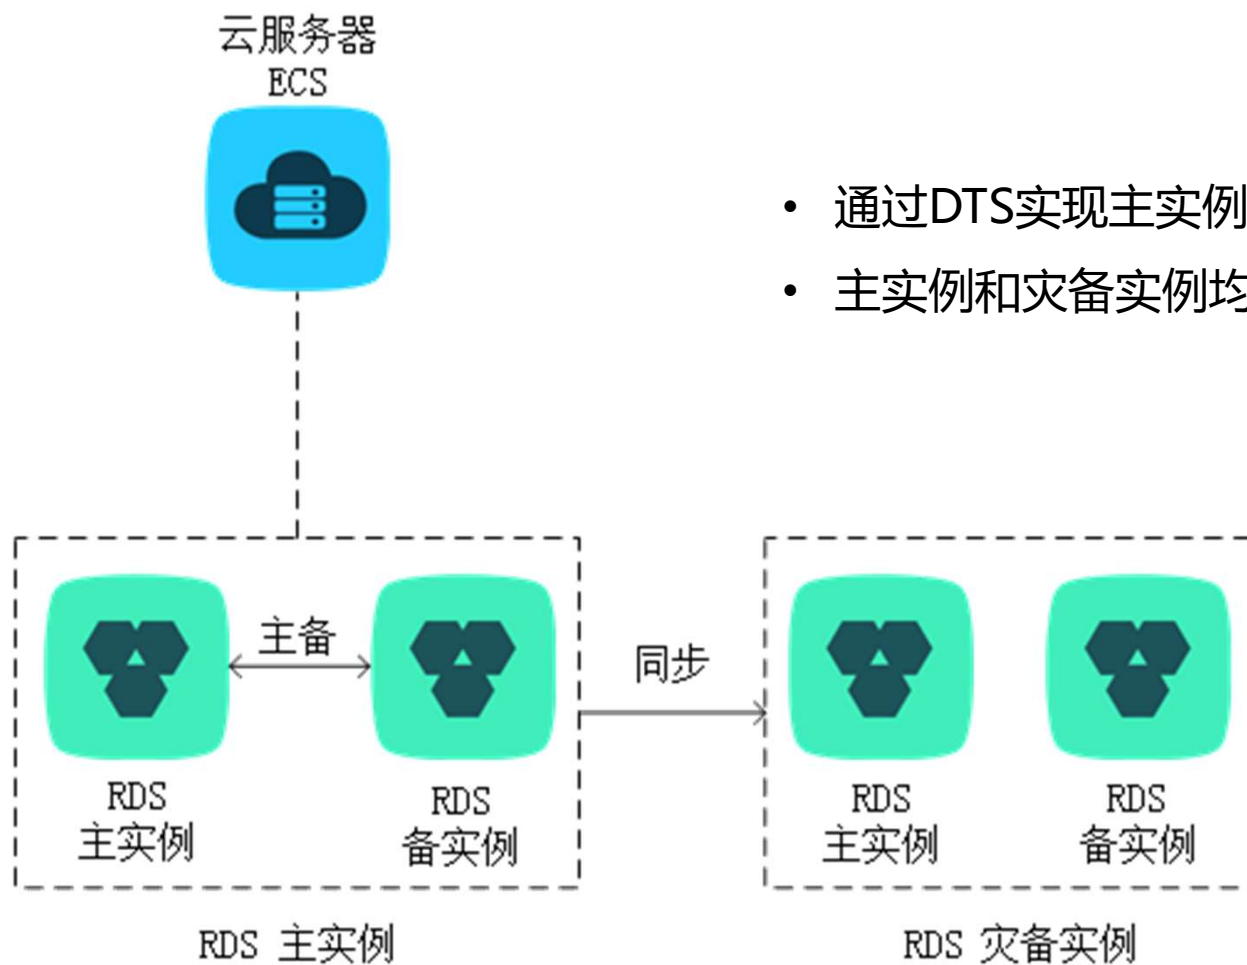 云服务器
ECS
• 通过DTS实现主实例
• 主实例和灾备实例均
主备
同步
RDS
主实例
RDS
备实例
RDS
主实例
RDS
备实例
RDS 主实例
RDS 灾备实例